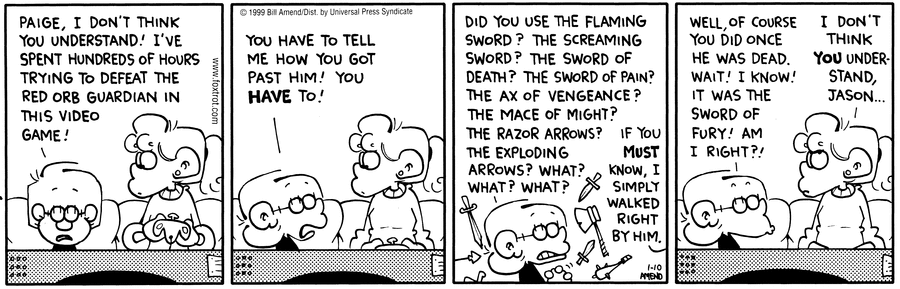 PAIGE, I DON'T THINK
YOU UNDERSTAND! I'VE
SPENT HUNDREDS OF HOURS
TRYING TO DEFEAT THE
RED ORB GUARDIAN IN
THIS VIDEO
GAME!
www.foxtrot.com
© 1999 Bill Amend/Dist. by Universal Press Syndicate
YOU HAVE TO TELL
ME HOW YOU GOT
PAST HIM! YOU
HAVE TO!
DID YOU USE THE FLAMING
SWORD? THE SCREAMING
SWORD? THE SWORD OF
DEATH? THE SWORD OF PAIN?
THE AX OF VENGEANCE?
THE MACE OF MIGHT?
THE RAZOR ARROWS?
THE EXPLODING
ARROWS? WHAT?
WHAT? WHAT?
IF YOU
MUST
KNOW, I
SIMPLY
WALKED
RIGHT
BY HIM.
1-10
AMEND
WELL, OF COURSE
YOU DID ONCE
HE WAS DEAD.
WAIT! I KNOW!
IT WAS THE
SWORD OF
FURY! AM
I RIGHT?!
I DON'T
THINK
YOU UNDER-
STAND,
JASON...